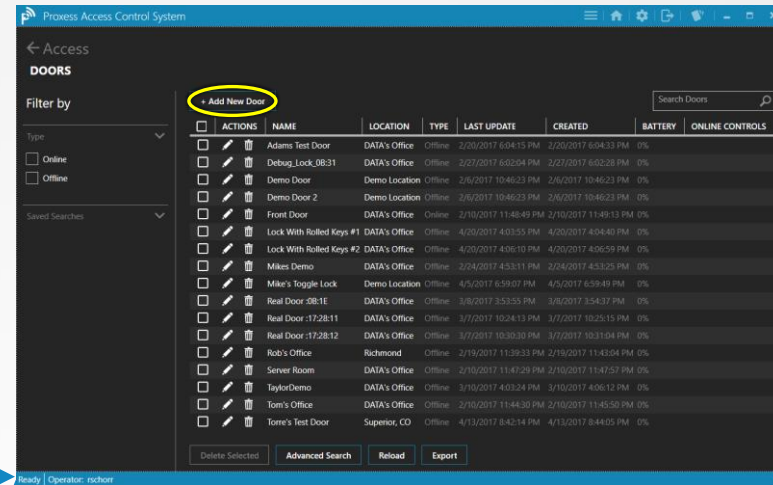 Proxess Access Control System
Access
DOORS
Filter by
+ Add New Door
Search Doors
ACTIONS NAME LOCATION TYPE LAST UPDATE CREATED BATTERY ONLINE CONTROLS
Type
Online
Offline
Saved Searches
Adams Test Door DATA's Office Offline 2/20/2017 6:04:15 PM 2/20/2017 6:04:33 PM 0%
Debug_Lock_08:31 DATA's Office Offline 2/27/2017 6:02:04 PM 2/27/2017 6:02:28 PM 0%
Demo Door Demo Location Offline 2/6/2017 10:46:23 PM 2/6/2017 10:46:23 PM 0%
Demo Door 2 Demo Location Offline 2/6/2017 10:46:23 PM 2/6/2017 10:46:23 PM 0%
Front Door DATA's Office Online 2/10/2017 11:48:49 PM 2/10/2017 11:49:13 PM 0%
Lock With Rolled Keys #1 DATA's Office Offline 4/20/2017 4:03:55 PM 4/20/2017 4:04:40 PM 0%
Lock With Rolled Keys #2 DATA's Office Offline 4/20/2017 4:06:10 PM 4/20/2017 4:06:59 PM 0%
Mikes Demo DATA's Office Offline 2/24/2017 4:53:11 PM 2/24/2017 4:53:25 PM 0%
Mike's Toggle Lock Demo Location Offline 4/5/2017 6:59:07 PM 4/5/2017 6:59:49 PM 0%
Real Door :08:1E DATA's Office Offline 3/8/2017 3:53:55 PM 3/8/2017 3:54:37 PM 0%
Real Door :17:28:11 DATA's Office Offline 3/7/2017 10:24:13 PM 3/7/2017 10:25:15 PM 0%
Real Door :17:28:12 DATA's Office Offline 3/7/2017 10:30:30 PM 3/7/2017 10:31:04 PM 0%
Rob's Office Richmond Offline 2/19/2017 11:39:33 PM 2/19/2017 11:43:04 PM 0%
Server Room DATA's Office Offline 2/10/2017 11:47:29 PM 2/10/2017 11:47:57 PM 0%
TaylorDemo DATA's Office Offline 3/10/2017 4:03:24 PM 3/10/2017 4:06:12 PM 0%
Tom's Office DATA's Office Offline 2/10/2017 11:44:30 PM 2/10/2017 11:45:50 PM 0%
Torre's Test Door Superior, CO Offline 4/13/2017 8:42:14 PM 4/13/2017 8:44:05 PM 0%
Delete Selected Advanced Search Reload Export
Ready Operator: rschorr